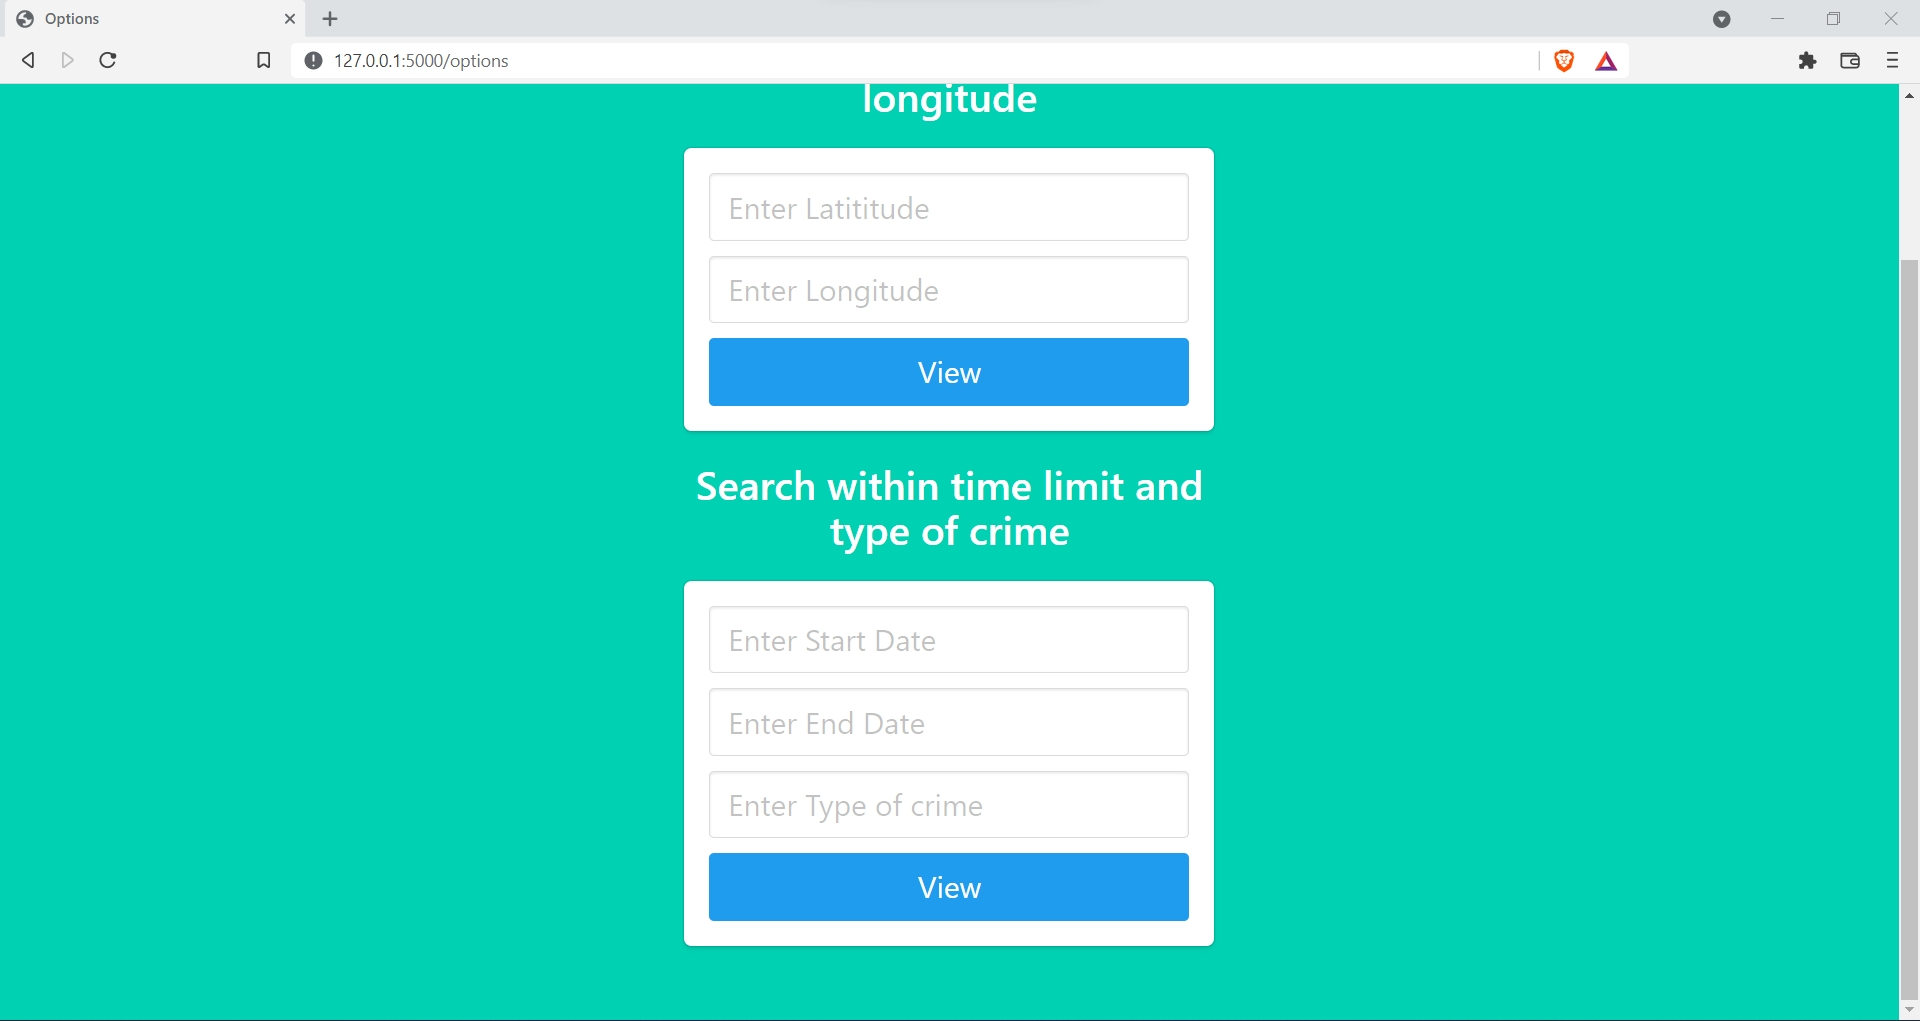 Options
127.0.0.1:5000/options
longitude
Enter Latititude
Enter Longitude
View
Search within time limit and
type of crime
Enter Start Date
Enter End Date
Enter Type of crime
View